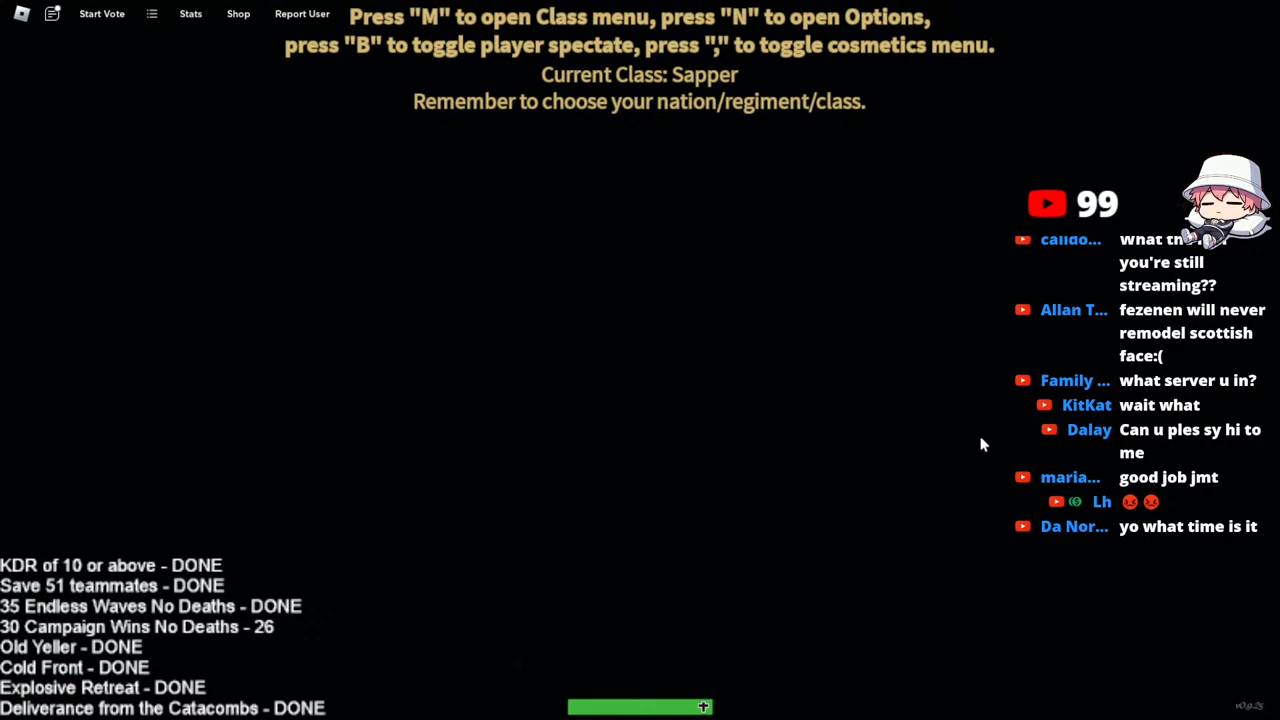 Start Vote
Stats
Shop
Report User
Press "M" to open Class menu, press "N" to open Options,
press "B" to toggle player spectate, press "," to toggle cosmetics menu.
Current Class: Sapper
Remember to choose your nation/regiment/class.
99
calido... what
you're still
streaming??
Allan T... fezenen will never
remodel scottish
face:(
Family ... what server u in?
KitKat wait what
Dalay Can u ples sy hi to
me
maria... good job jmt
Lh 😡😡
Da Nor... yo what time is it
KDR of 10 or above - DONE
Save 51 teammates - DONE
35 Endless Waves No Deaths - DONE
30 Campaign Wins No Deaths - 26
Old Yeller - DONE
Cold Front - DONE
Explosive Retreat - DONE
Deliverance from the Catacombs - DONE